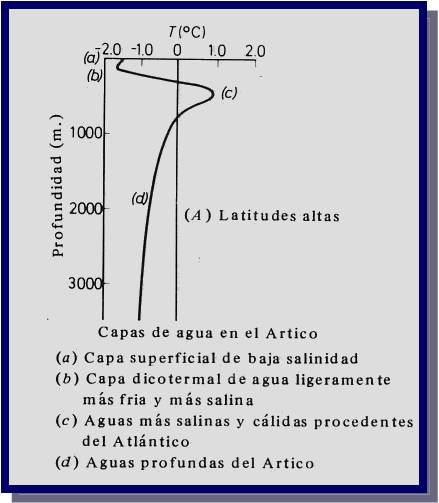 T (°C)
-2.0 -1.0 0 1.0 2.0
(a)
(b)
(c)
1000
(d)
2000
(A) Latitudes altas
3000
Profundidad (m.)
Capas de agua en el Artico
(a) Capa superficial de baja salinidad
(b) Capa dicotermal de agua ligeramente
más fria y más salina
(c) Aguas más salinas y cálidas procedentes
del Atlántico
(d) Aguas profundas del Artico